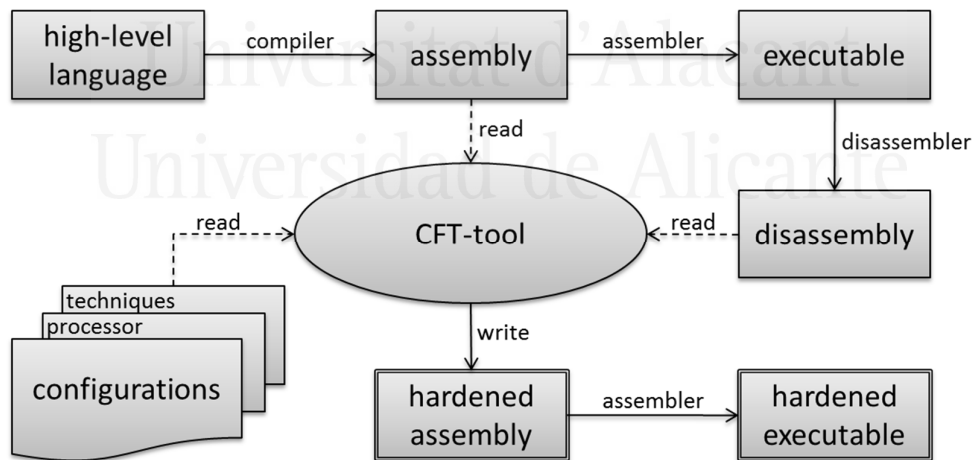 high-level
language
compiler
assembly
assembler
executable
Universitat d'Alacant
read
disassembler
Universidad de Alicante
read
CFT-tool
read
disassembly
techniques
processor
configurations
write
hardened
assembly
assembler
hardened
executable